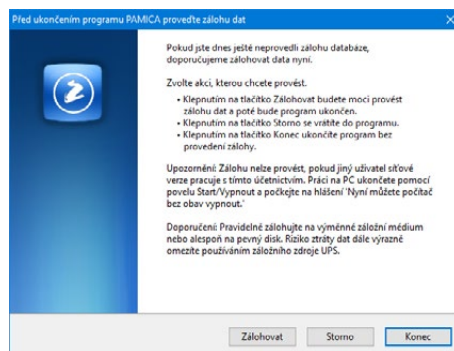 Před ukončením programu PAMICA proveďte zálohu dat
Pokud jste dnes ještě neprovedli zálohu databáze,
doporučujeme zálohovat data nyní.
Zvolte akci, kterou chcete provést.
• Klepnutím na tlačítko Zálohovat budete moci provést
zálohu dat a poté bude program ukončen.
• Klepnutím na tlačítko Storno se vrátíte do programu.
• Klepnutím na tlačítko Konec ukončíte program bez
provedení zálohy.
Upozornění: Zálohu nelze provést, pokud jiný uživatel síťové
verze pracuje s tímto účetnictvím. Práci na PC ukončete pomocí
povelu Start/Vypnout a počkejte na hlášení 'Nyní můžete počítač
bez obav vypnout.'
Doporučení: Pravidelně zálohujte na výměnné záložní médium
nebo alespoň na pevný disk. Riziko ztráty dat dále výrazně
omezíte používáním záložního zdroje UPS.
Zálohovat
Storno
Konec